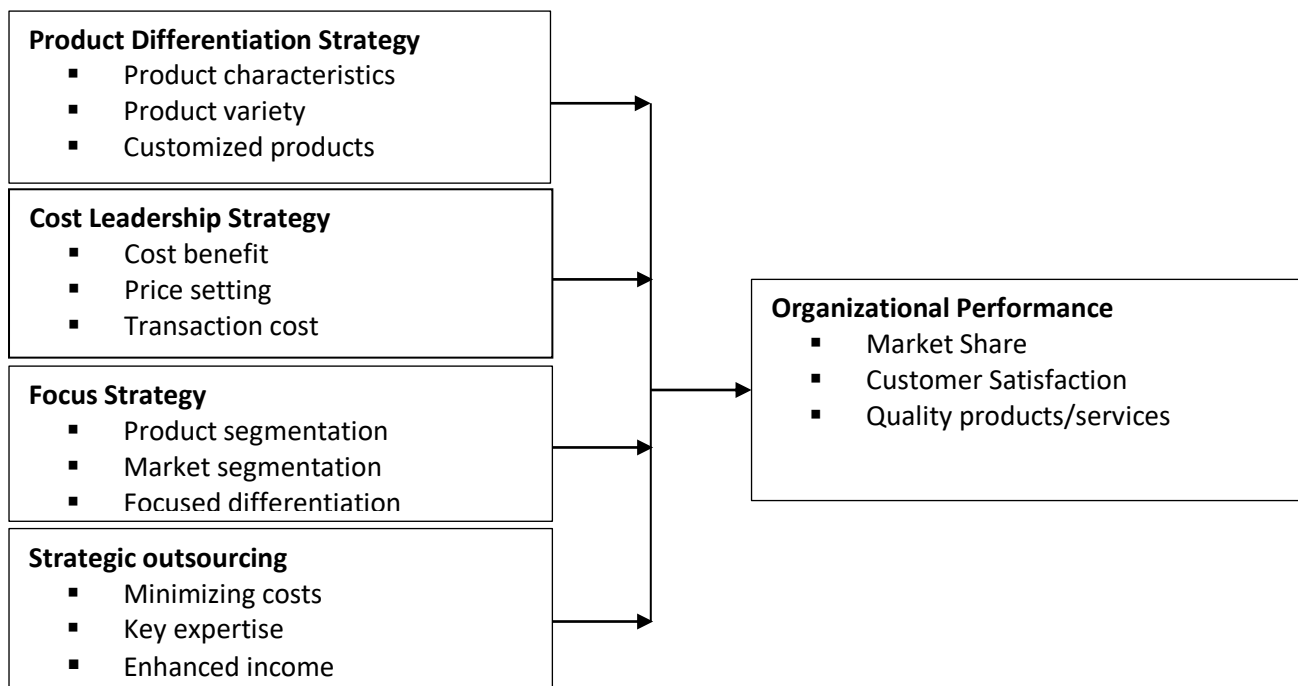 Product Differentiation Strategy
▪ Product characteristics
▪ Product variety
▪ Customized products
Cost Leadership Strategy
▪ Cost benefit
▪ Price setting
▪ Transaction cost
Focus Strategy
▪ Product segmentation
▪ Market segmentation
▪ Focused differentiation
Strategic outsourcing
▪ Minimizing costs
▪ Key expertise
▪ Enhanced income
Organizational Performance
▪ Market Share
▪ Customer Satisfaction
▪ Quality products/services